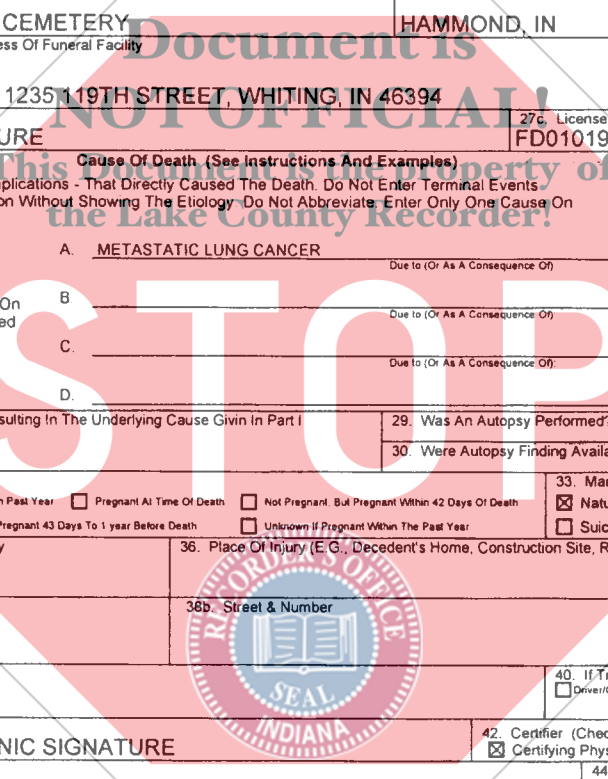 CEMETERY HAMMOND, IN
ess Of Funeral Facility
Document is
1235 119TH STREET, WHITING, IN 46394
NOT OFFICIAL!
27c. License
URE FD01019
Cause Of Death (See Instructions And Examples)
This Document is the property of
plications - That Directly Caused The Death. Do Not Enter Terminal Events
on Without Showing The Etiology. Do Not Abbreviate. Enter Only One Cause On
the Lake County Recorder!
A. METASTATIC LUNG CANCER
Due to (Or As A Consequence Of)
On B.
ed Due to (Or As A Consequence Of)
STOP
C.
Due to (Or As A Consequence Of):
D.
sulting In The Underlying Cause Givin In Part I 29. Was An Autopsy Performed?
30. Were Autopsy Finding Availa
33. Ma
n Past Year Pregnant At Time Of Death Not Pregnant, But Pregnant Within 42 Days Of Death Natu
Pregnant 43 Days To 1 year Before Death Unknown If Pregnant Within The Past Year Suic
y 36. Place Of Injury (E.G., Decedent's Home, Construction Site, R
RECORDER'S OFFICE
38b. Street & Number
SEAL
INDIANA
40. If Tr
Driver/
42. Certifier (Chec
NIC SIGNATURE Certifying Phys
44